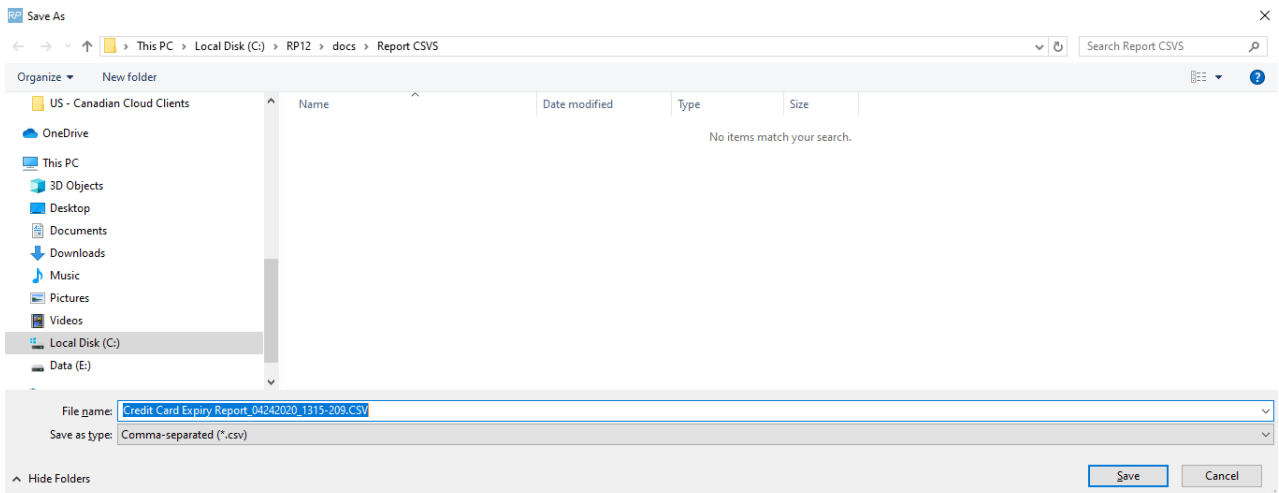 RP Save As
This PC > Local Disk (C:) > RP12 > docs > Report CSVS
Search Report CSVS
Organize
New folder
?
US - Canadian Cloud Clients
OneDrive
This PC
3D Objects
Desktop
Documents
Downloads
Music
Pictures
Videos
Local Disk (C:)
Data (E:)
Name
Date modified
Type
Size
No items match your search.
File name: Credit Card Expiry Report_04242020_1315-209.CSV
Save as type: Comma-separated (*.csv)
Hide Folders
Save
Cancel